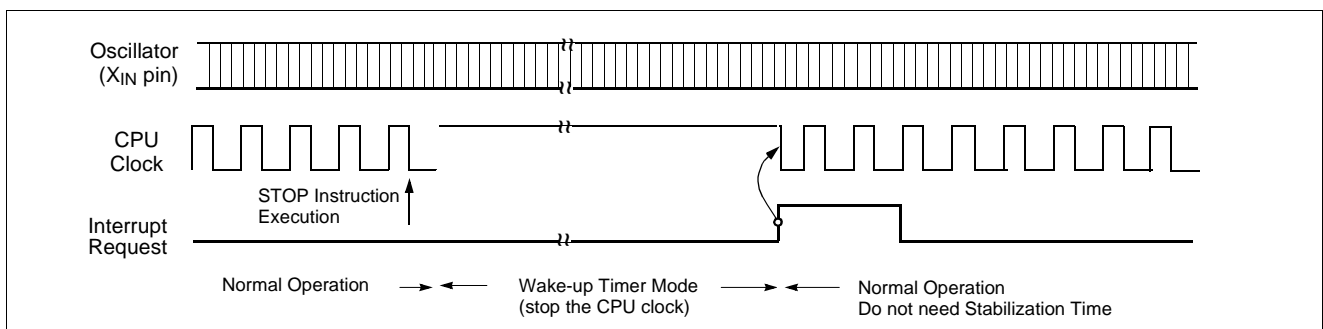 Oscillator
(XIN pin)
CPU
Clock
STOP Instruction
Execution
Interrupt
Request
Normal Operation
Wake-up Timer Mode
(stop the CPU clock)
Normal Operation
Do not need Stabilization Time